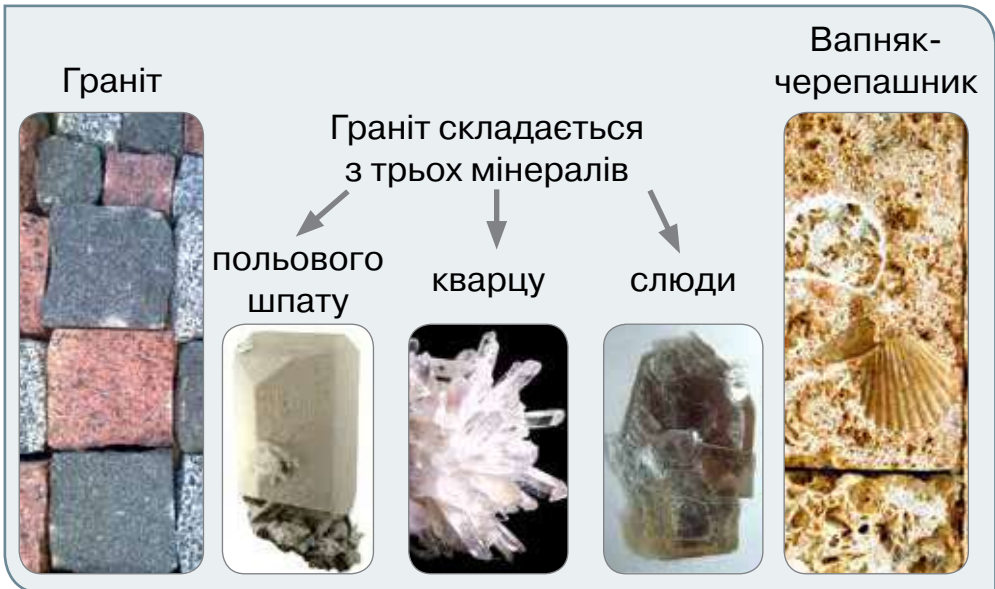 Граніт
Граніт складається
з трьох мінералів
польового
шпату
кварцу
слюди
Вапняк-
черепашник